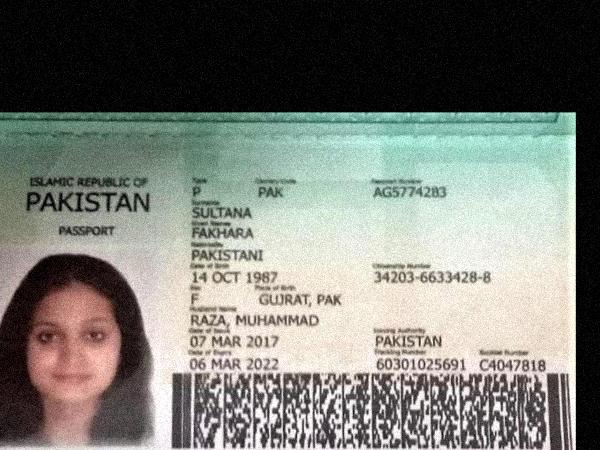 ISLAMIC REPUBLIC OF
PAKISTAN
PASSPORT
Type Country Code Passport Number
P PAK AG5774283
Surname
SULTANA
Given Names
FAKHARA
Nationality
PAKISTANI
Date of Birth Citizenship Number
14 OCT 1987 34203-6633428-8
Sex Place of Birth
F GUJRAT, PAK
Husband Name
RAZA, MUHAMMAD
Date of Issue Issuing Authority
07 MAR 2017 PAKISTAN
Date of Expiry Tracking Number Booklet Number
06 MAR 2022 60301025691 C4047818